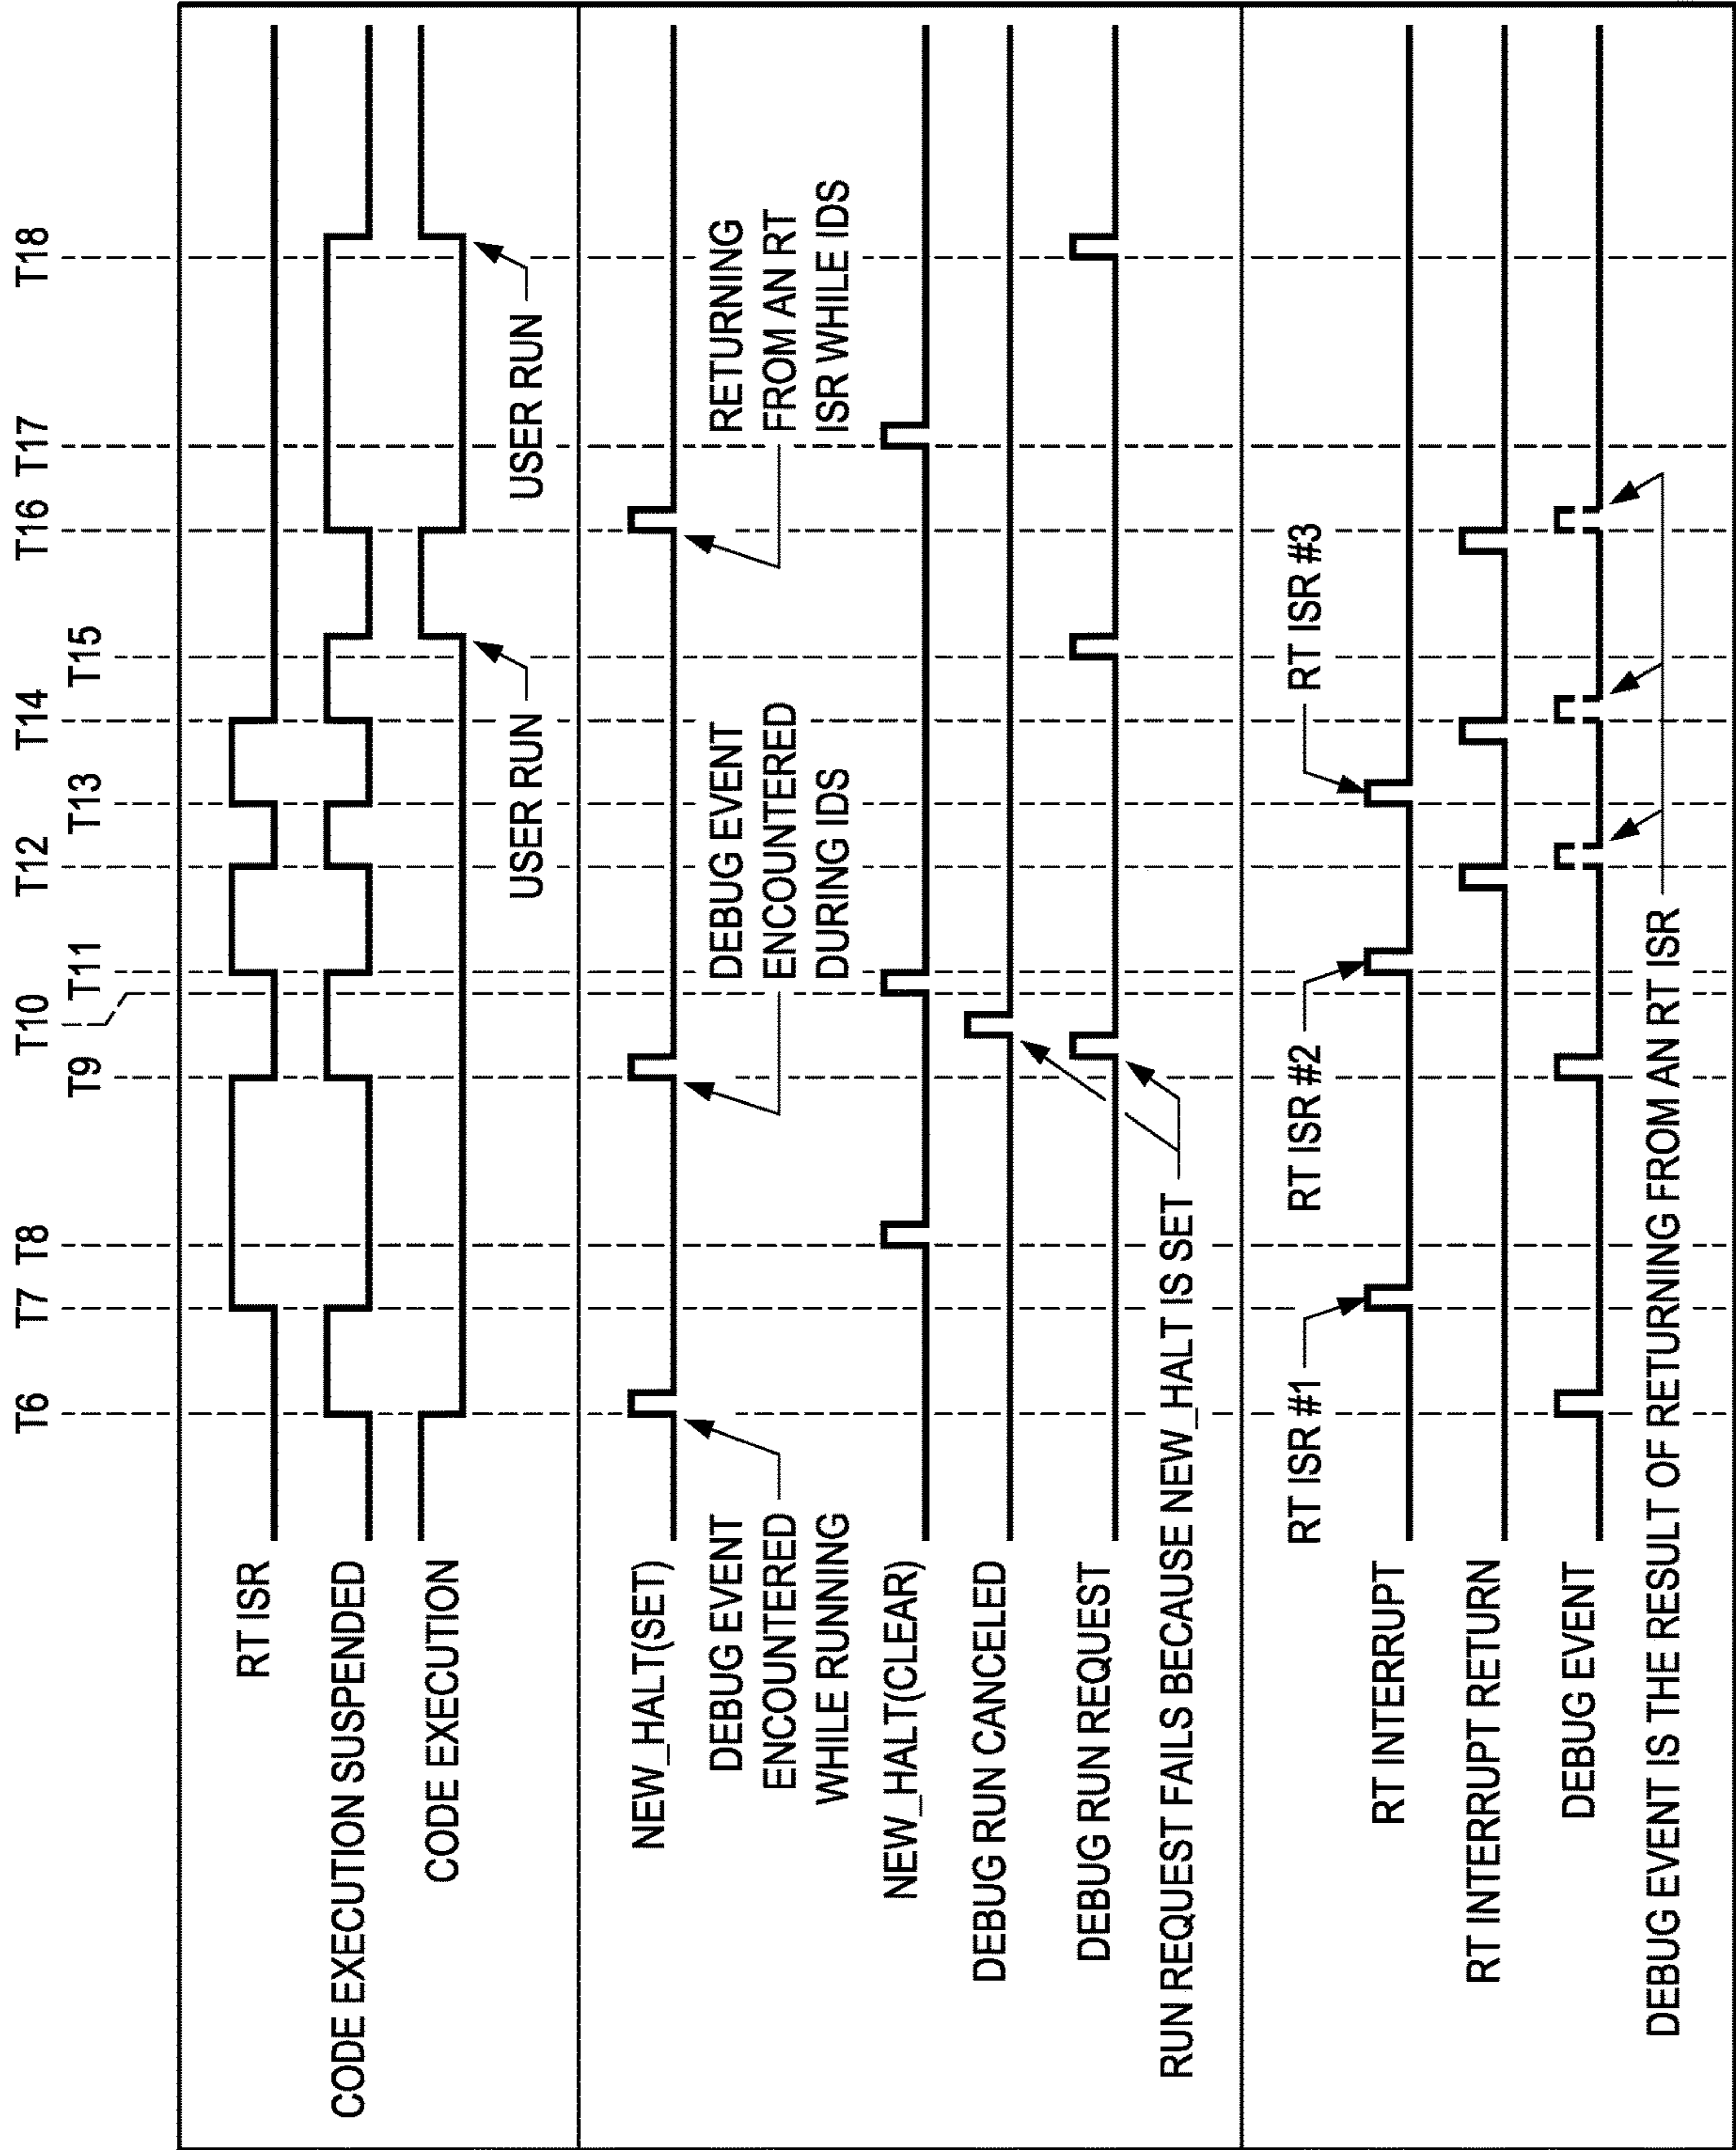 T6
T7
T8
T9
T10
T11
T12
T13
T14
T15
T16
T17
T18
RT ISR
CODE EXECUTION SUSPENDED
CODE EXECUTION
USER RUN
USER RUN
NEW_HALT(SET)
DEBUG EVENT
ENCOUNTERED
WHILE RUNNING
DEBUG EVENT
ENCOUNTERED
DURING IDS
RETURNING
FROM AN RT
ISR WHILE IDS
NEW_HALT(CLEAR)
DEBUG RUN CANCELED
DEBUG RUN REQUEST
RUN REQUEST FAILS BECAUSE NEW_HALT IS SET
RT ISR #1
RT ISR #2
RT ISR #3
RT INTERRUPT
RT INTERRUPT RETURN
DEBUG EVENT
DEBUG EVENT IS THE RESULT OF RETURNING FROM AN RT ISR